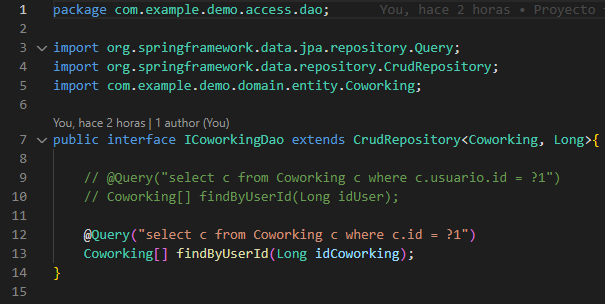 1 package com.example.demo.access.dao; You, hace 2 horas • Proyecto
2
3 import org.springframework.data.jpa.repository.Query;
4 import org.springframework.data.repository.CrudRepository;
5 import com.example.demo.domain.entity.Coworking;
6
You, hace 2 horas | 1 author (You)
7 public interface ICoworkingDao extends CrudRepository<Coworking, Long>{
8
9 // @Query("select c from Coworking c where c.usuario.id = ?1")
10 // Coworking[] findByUserId(Long idUser);
11
12 @Query("select c from Coworking c where c.id = ?1")
13 Coworking[] findByUserId(Long idCoworking);
14 }
15